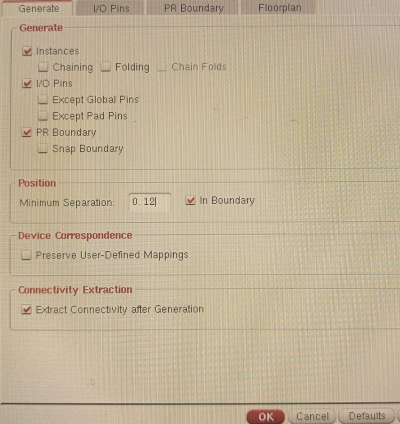 Generate I/O Pins PR Boundary Floorplan
Generate
Instances
Chaining Folding Chain Folds
I/O Pins
Except Global Pins
Except Pad Pins
PR Boundary
Snap Boundary
Position
Minimum Separation: 0.12 In Boundary
Device Correspondence
Preserve User-Defined Mappings
Connectivity Extraction
Extract Connectivity after Generation
OK Cancel Defaults